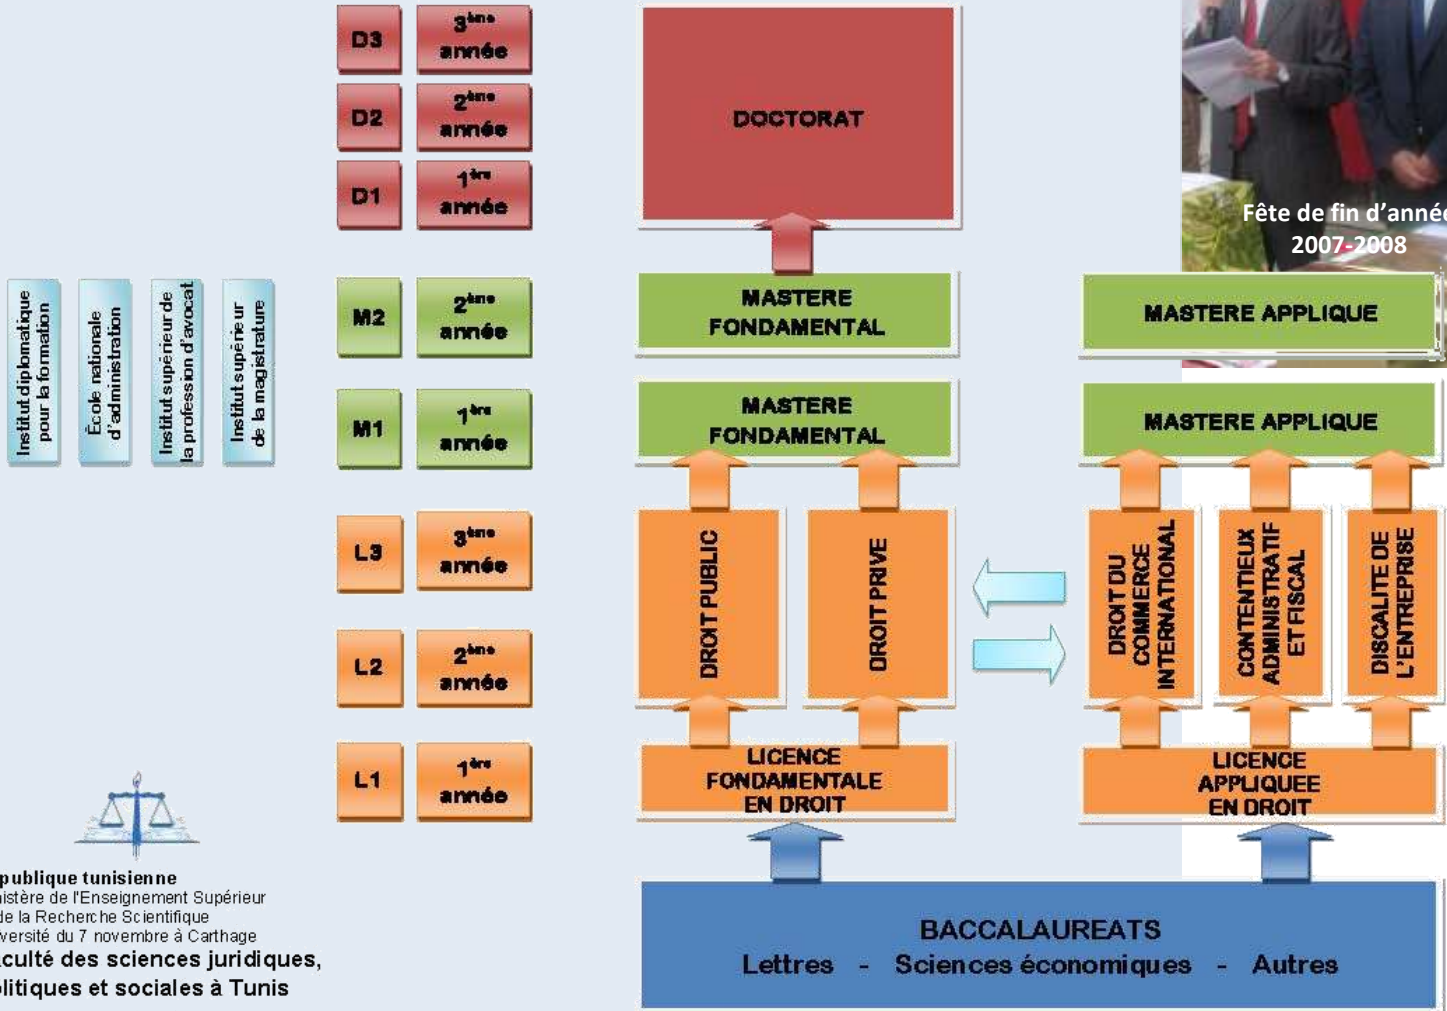 D3
3ème
année
DOCTORAT
D2
2ème
année
D1
1ère
année
Fête de fin d'année
2007-2008
Institut diplomatique
pour la formation
École nationale
d'administration
Institut supérieur de
la profession d'avocat
Institut supérieur
de la magistrature
M2
2ème
année
MASTERE
FONDAMENTAL
MASTERE APPLIQUE
M1
1ère
année
MASTERE
FONDAMENTAL
MASTERE APPLIQUE
L3
3ème
année
L2
2ème
année
DROIT PUBLIC
DROIT PRIVE
DROIT DU
COMMERCE
INTERNATIONAL
CONTENTIEUX
ADMINISTRATIF
ET FISCAL
DISCALITE DE
L'ENTREPRISE
L1
1ère
année
LICENCE
FONDAMENTALE
EN DROIT
LICENCE
APPLIQUEE
EN DROIT
publique tunisienne
nistère de l'Enseignement Supérieur
de la Recherche Scientifique
versité du 7 novembre à Carthage
aculté des sciences juridiques,
olitiques et sociales à Tunis
BACCALAUREATS
Lettres - Sciences économiques - Autres